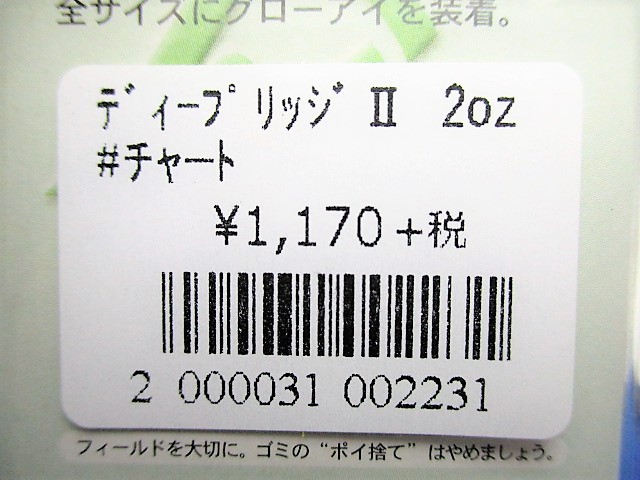 全サイズにグローアイを装着。
ディープリッジⅡ 2oz
#チャート
¥1,170+税
2 000031 002231
フィールドを大切に。ゴミの“ポイ捨て”はやめましょう。